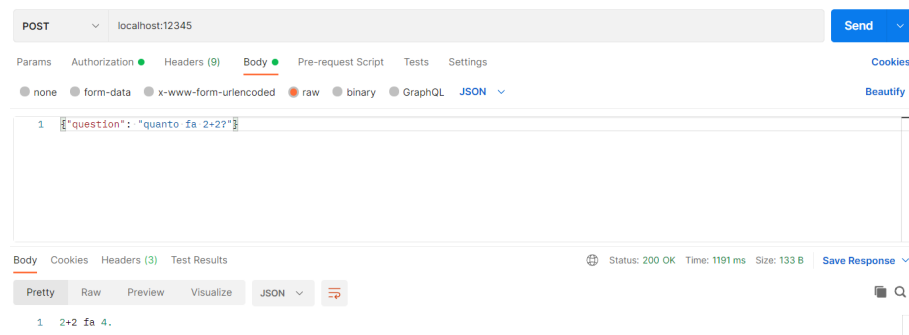 POST localhost:12345 Send
Params Authorization Headers (9) Body Pre-request Script Tests Settings Cookies
none form-data x-www-form-urlencoded raw binary GraphQL JSON Beautify
1 {"question": "quanto fa 2+2?"}
Body Cookies Headers (3) Test Results Status: 200 OK Time: 1191 ms Size: 133 B Save Response
Pretty Raw Preview Visualize JSON
1 2+2 fa 4.